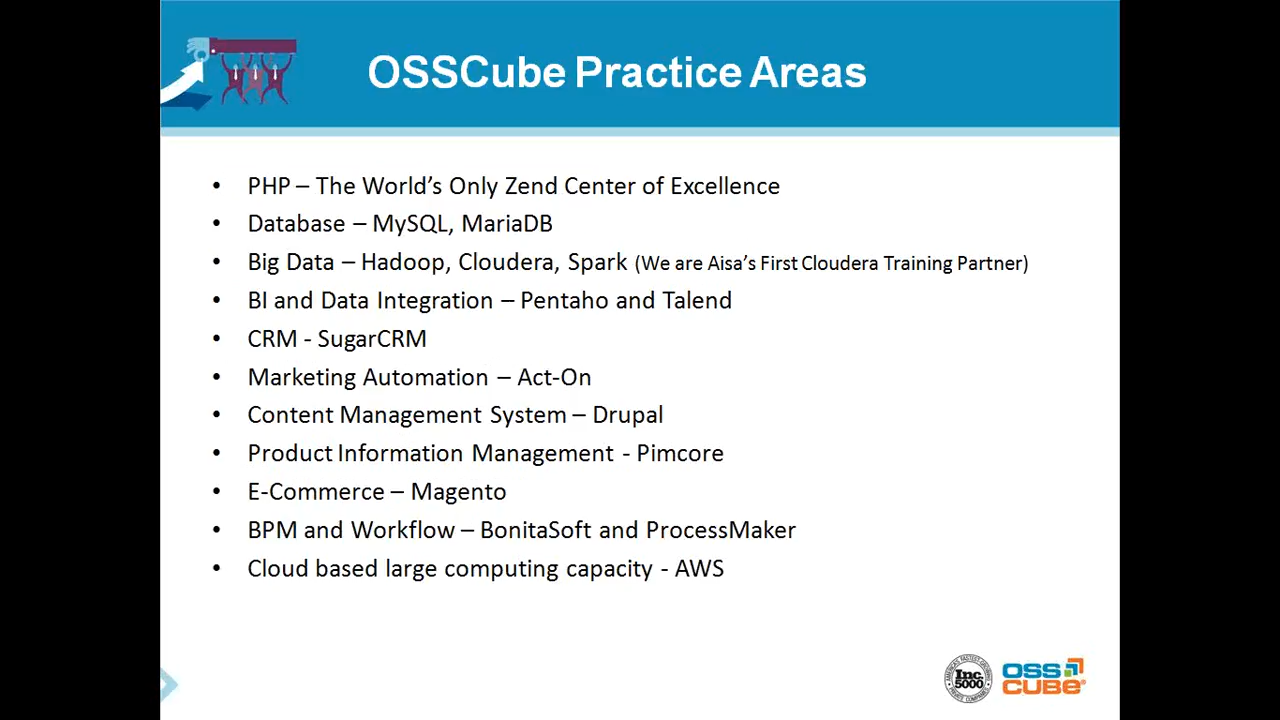 OSSCube Practice Areas
• PHP – The World's Only Zend Center of Excellence
• Database – MySQL, MariaDB
• Big Data – Hadoop, Cloudera, Spark (We are Aisa's First Cloudera Training Partner)
• BI and Data Integration – Pentaho and Talend
• CRM - SugarCRM
• Marketing Automation – Act-On
• Content Management System – Drupal
• Product Information Management - Pimcore
• E-Commerce – Magento
• BPM and Workflow – BonitaSoft and ProcessMaker
• Cloud based large computing capacity - AWS
Inc.
5000
OSS
CUBE